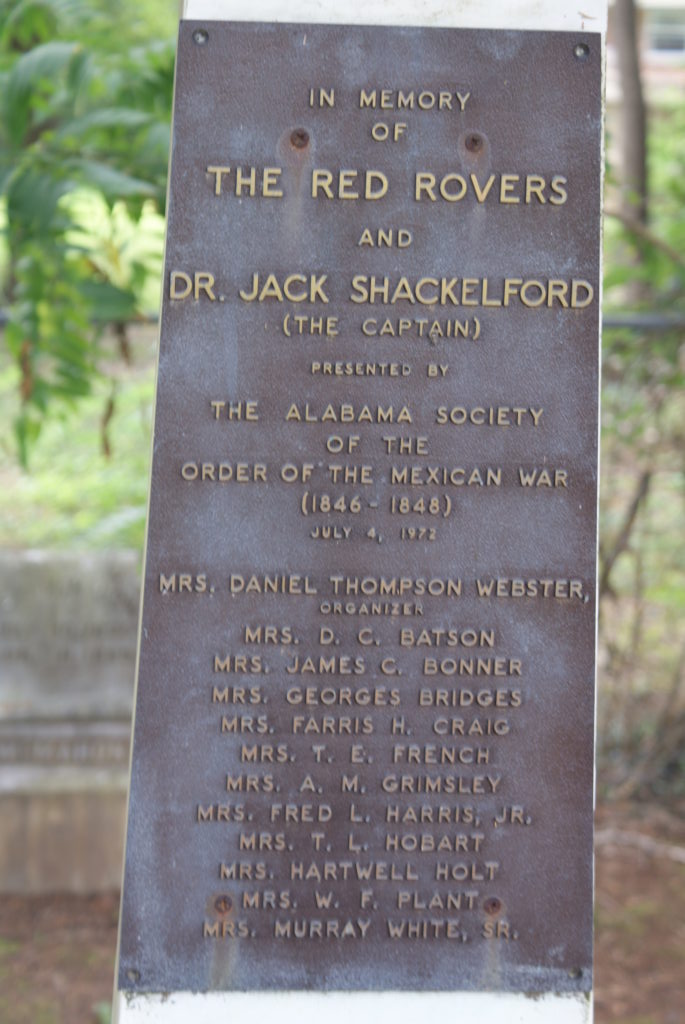 IN MEMORY
OF
THE RED ROVERS
AND
DR. JACK SHACKELFORD
(THE CAPTAIN)
PRESENTED BY
THE ALABAMA SOCIETY
OF THE
ORDER OF THE MEXICAN WAR
(1846 - 1848)
JULY 4, 1972
MRS. DANIEL THOMPSON WEBSTER,
ORGANIZER
MRS. D. C. BATSON
MRS. JAMES C. BONNER
MRS. GEORGES BRIDGES
MRS. FARRIS H. CRAIG
MRS. T. E. FRENCH
MRS. A. M. GRIMSLEY
MRS. FRED L. HARRIS, JR.
MRS. T. L. HOBART
MRS. HARTWELL HOLT
MRS. W. F. PLANT
MRS. MURRAY WHITE, SR.